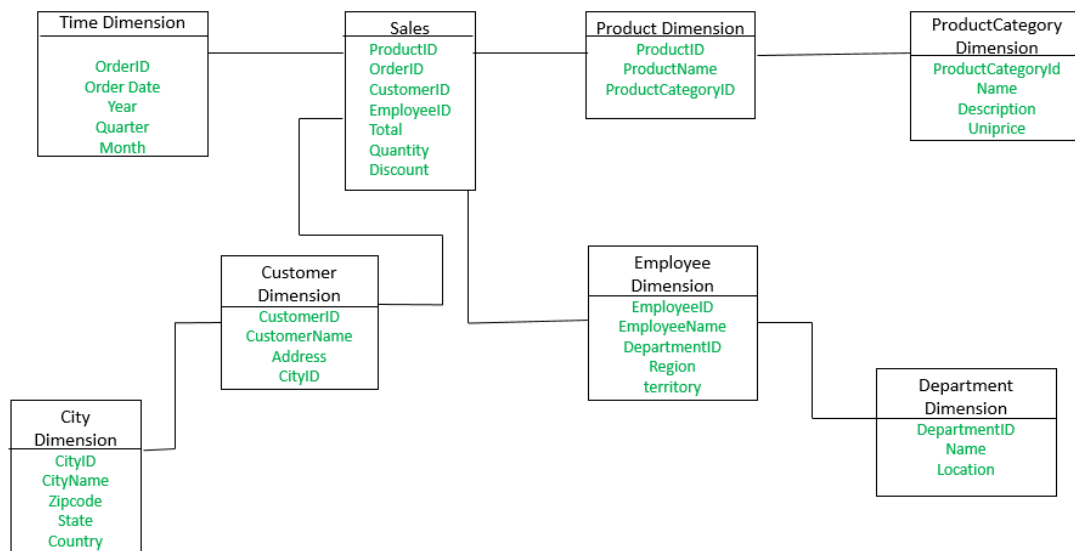 Time Dimension
OrderID
Order Date
Year
Quarter
Month
Sales
ProductID
OrderID
CustomerID
EmployeeID
Total
Quantity
Discount
Product Dimension
ProductID
ProductName
ProductCategoryID
ProductCategory
Dimension
ProductCategoryId
Name
Description
Uniprice
Customer
Dimension
CustomerID
CustomerName
Address
CityID
Employee
Dimension
EmployeeID
EmployeeName
DepartmentID
Region
territory
City
Dimension
CityID
CityName
Zipcode
State
Country
Department
Dimension
DepartmentID
Name
Location